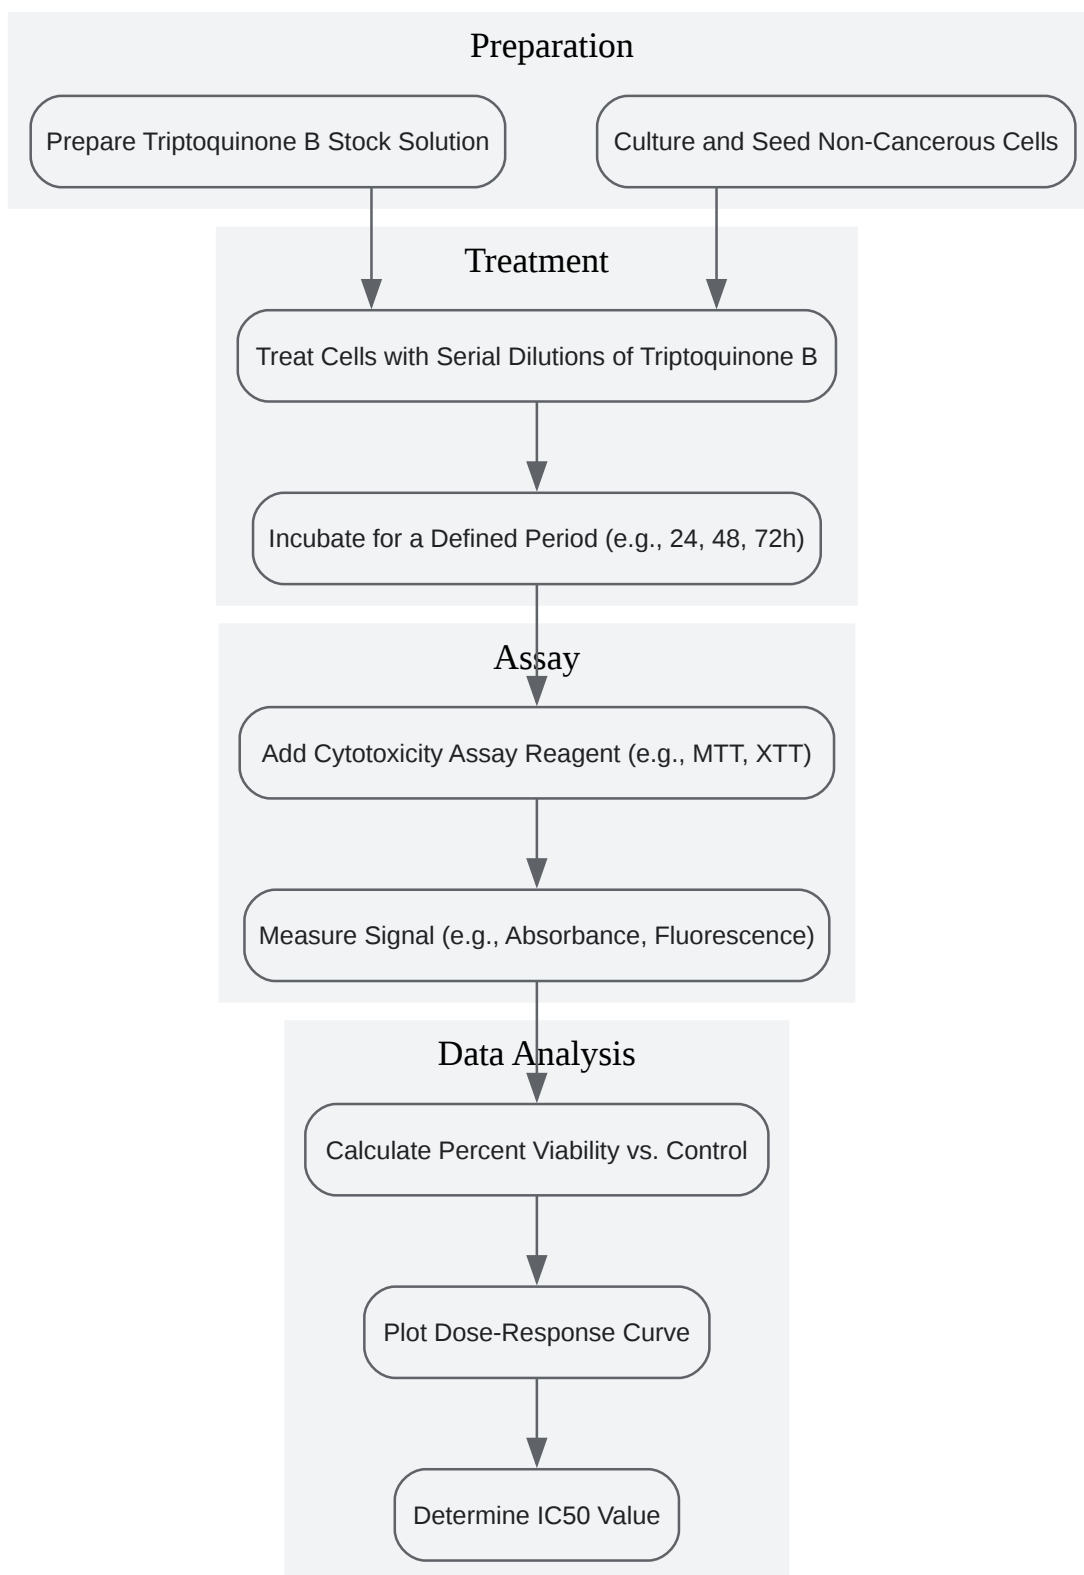 Preparation
Prepare Triptoquinone B Stock Solution
Culture and Seed Non-Cancerous Cells
Treatment
Treat Cells with Serial Dilutions of Triptoquinone B
Incubate for a Defined Period (e.g., 24, 48, 72h)
Assay
Add Cytotoxicity Assay Reagent (e.g., MTT, XTT)
Measure Signal (e.g., Absorbance, Fluorescence)
Data Analysis
Calculate Percent Viability vs. Control
Plot Dose-Response Curve
Determine IC50 Value